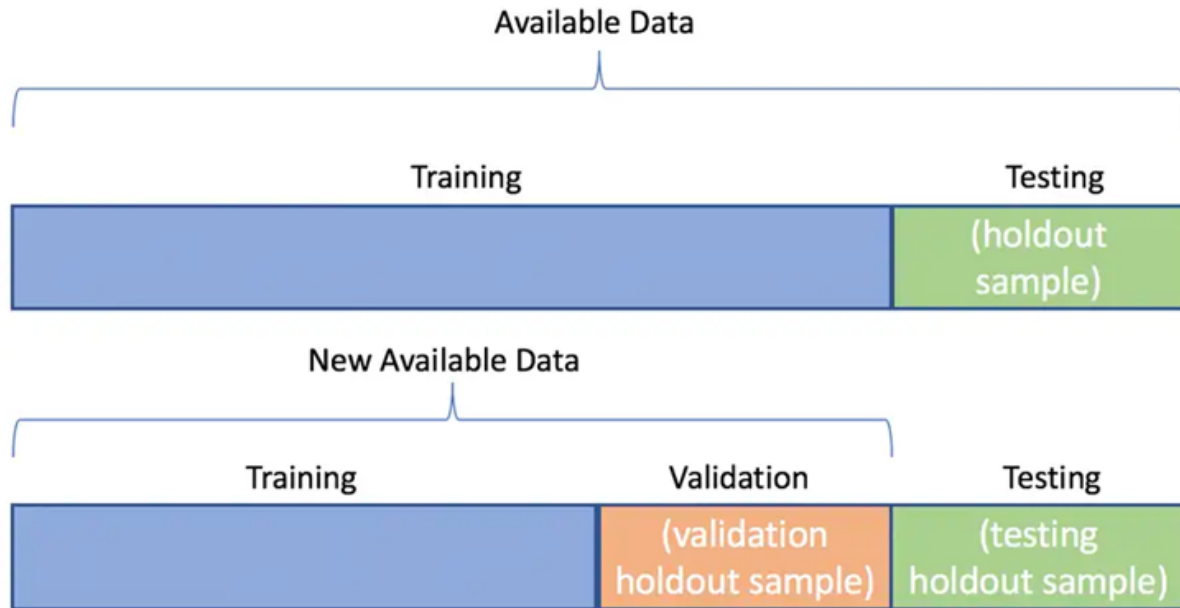 Available Data
Training Testing
(holdout
sample)
New Available Data
Training Validation Testing
(validation
holdout sample)
(testing
holdout sample)